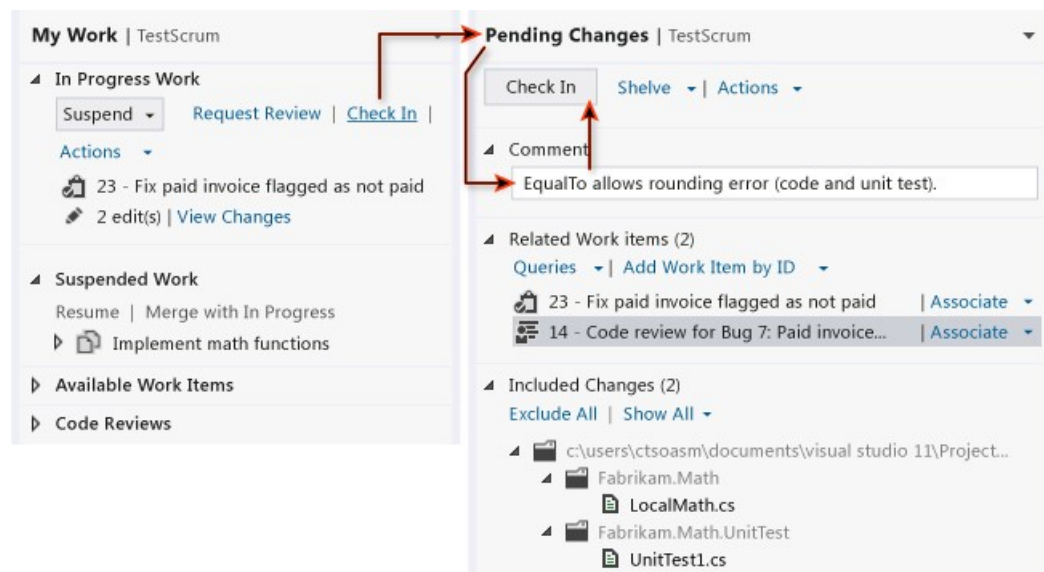 My Work | TestScrum
In Progress Work
Suspend
Request Review | Check In |
Actions
23 - Fix paid invoice flagged as not paid
2 edit(s) | View Changes
Suspended Work
Resume | Merge with In Progress
Implement math functions
Available Work Items
Code Reviews
Pending Changes | TestScrum
Check In
Shelve | Actions
Comment
EqualTo allows rounding error (code and unit test).
Related Work items (2)
Queries | Add Work Item by ID
23 - Fix paid invoice flagged as not paid | Associate
14 - Code review for Bug 7: Paid invoice... | Associate
Included Changes (2)
Exclude All | Show All
c:\users\ctsoasm\documents\visual studio 11\Project...
Fabrikam.Math
LocalMath.cs
Fabrikam.Math.UnitTest
UnitTest1.cs